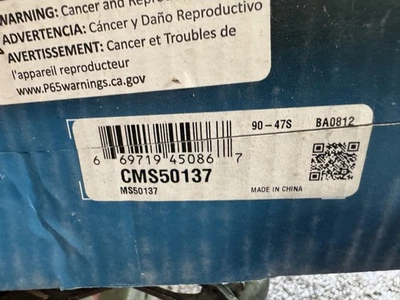 WARNING: Cancer and Repro
ADVERTENCIA: Cáncer y Daño Reproductivo
AVERTISSEMENT: Cancer et Troubles de
l'appareil reproducteur
www.P65warnings.ca.gov
90-47S BA0812
6 69719 45086 7
CMS50137
MS50137
MADE IN CHINA